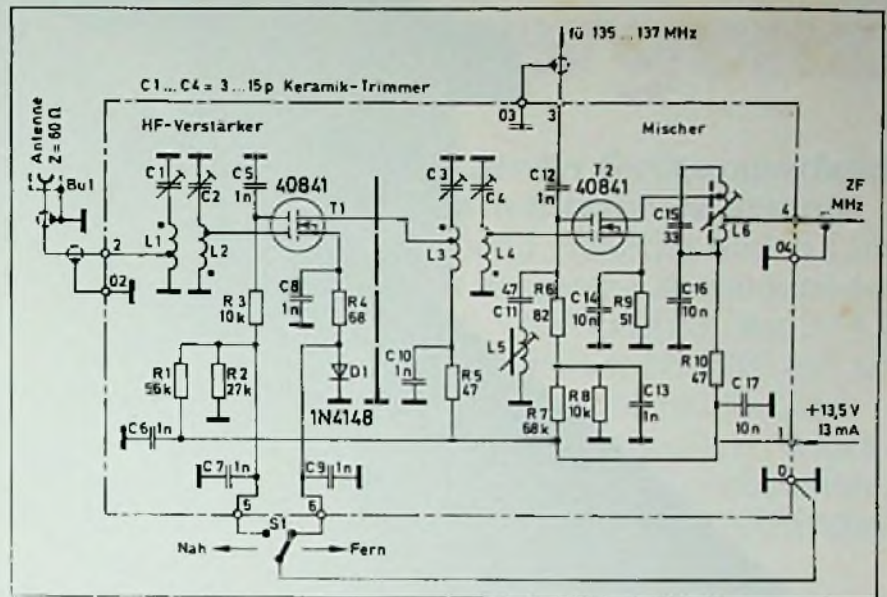 fü 135 ... 137 MHz
C1 ... C4 = 3 ... 15p Keramik-Trimmer
Antenne
Z = 60 Ω
Bu1
HF-Verstärker
Mischer
03
3
C1
C2
C5
1n
40841
T1
C3
C4
C12
1n
T2
40841
C15
33
L6
ZF
MHz
4
04
2
02
L1
L2
L3
L4
R3
10k
C8
1n
R4
68
47
C11
R6
82
C14
10n
R9
51
C16
10n
L5
R1
56k
R2
27k
D1
1N4148
C10
1n
R5
47
R7
68k
R8
10k
C13
1n
R10
47
C17
10n
+13,5V
13mA
1
C6
1n
C7
1n
C9
1n
0
5
S1
6
Nah
Fern